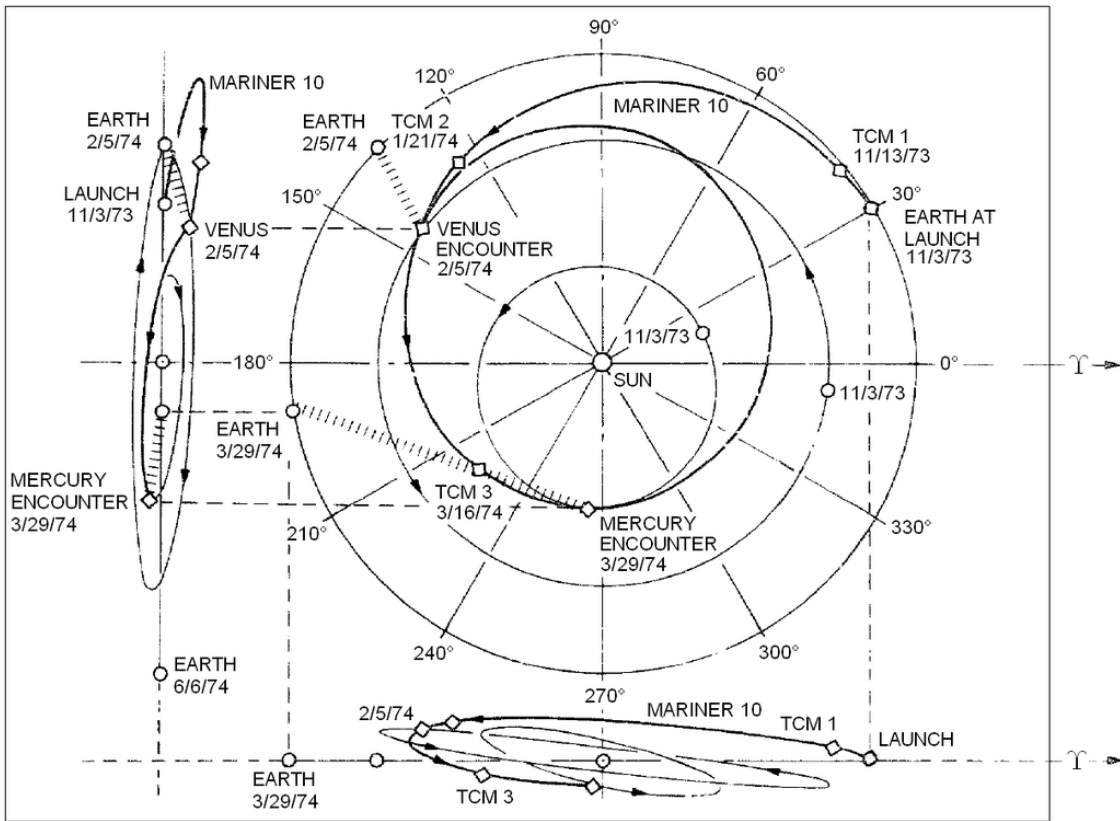 90°
120°
60°
MARINER 10
MARINER 10
EARTH
2/5/74
TCM 2
1/21/74
EARTH
2/5/74
TCM 1
11/13/73
LAUNCH
11/3/73
150°
30°
EARTH AT
LAUNCH
11/3/73
VENUS
2/5/74
VENUS
ENCOUNTER
2/5/74
11/3/73
180°
SUN
0°
♈
11/3/73
EARTH
3/29/74
MERCURY
ENCOUNTER
3/29/74
TCM 3
3/16/74
210°
MERCURY
ENCOUNTER
3/29/74
330°
240°
300°
EARTH
6/6/74
270°
2/5/74
MARINER 10
TCM 1
LAUNCH
♈
EARTH
3/29/74
TCM 3